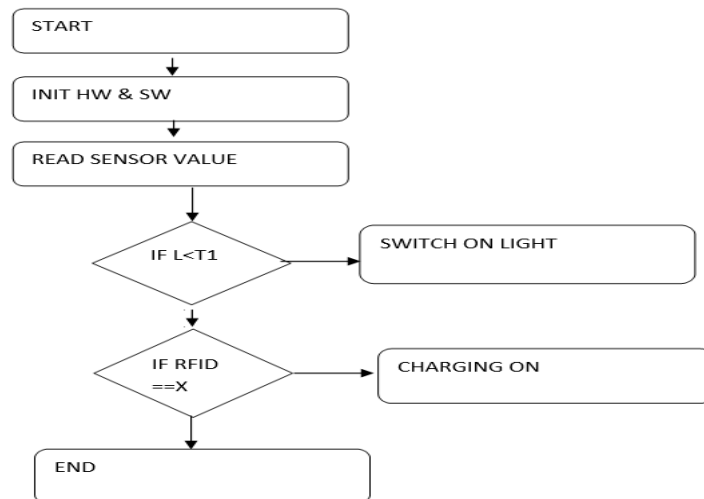 START
INIT HW & SW
READ SENSOR VALUE
IF L<T1
SWITCH ON LIGHT
IF RFID
==X
CHARGING ON
END